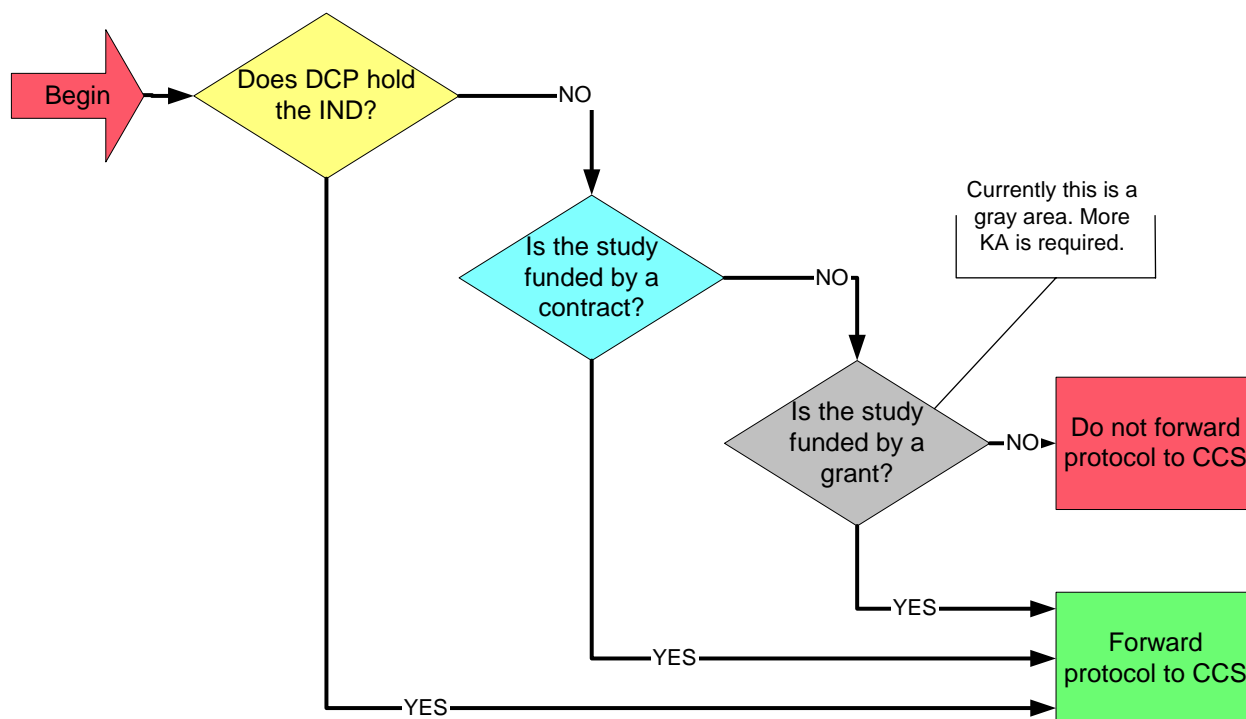 Begin
Does DCP hold
the IND?
NO
Currently this is a
gray area. More
KA is required.
Is the study
funded by a
contract?
NO
Is the study
funded by a
grant?
NO
Do not forward
protocol to CCS
YES
Forward
protocol to CCS
YES
YES